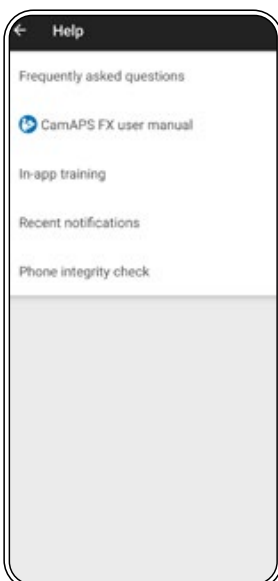 Help
Frequently asked questions
CamAPS FX user manual
In-app training
Recent notifications
Phone integrity check